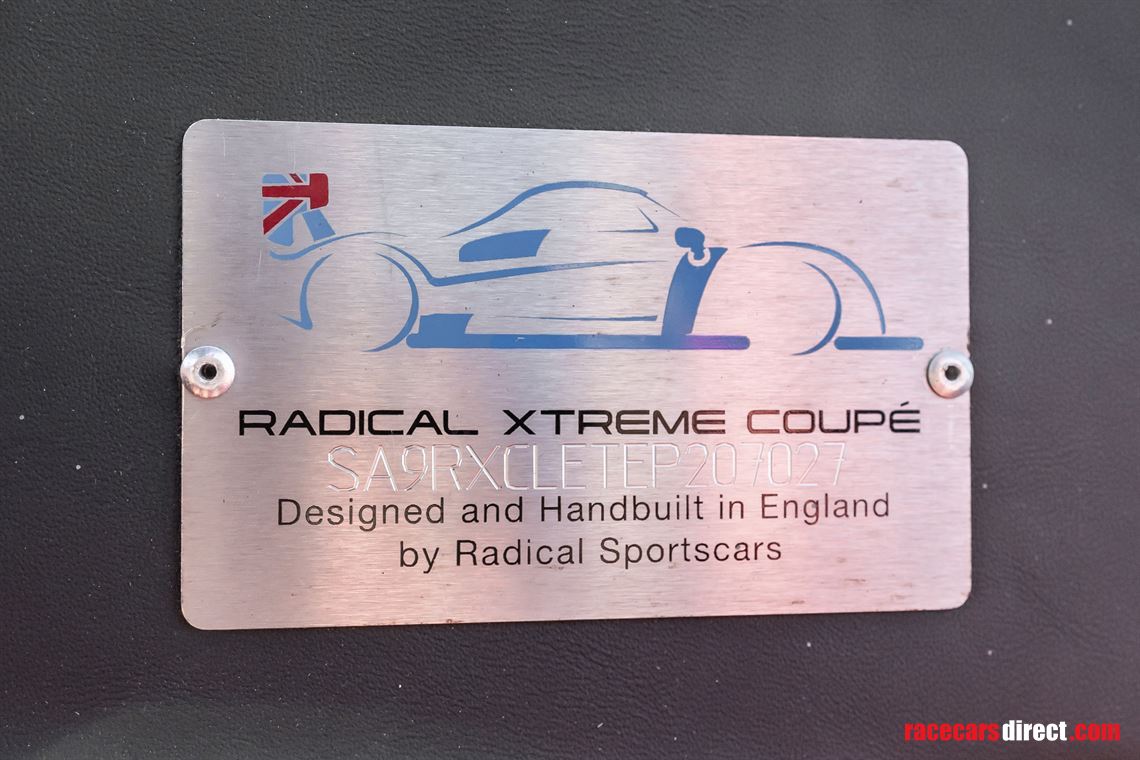 RADICAL XTREME COUPÉ
SA9RXCLETEP207027
Designed and Handbuilt in England
by Radical Sportscars
racecarsdirect.com